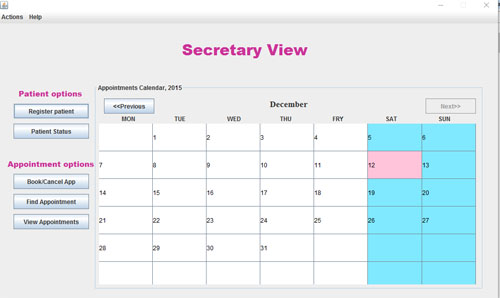 Actions Help
Secretary View
Patient options
Register patient
Patient Status
Appointment options
Book/Cancel App
Find Appointment
View Appointments
Appointments Calendar, 2015
<<Previous December Next>>
MON TUE WED THU FRY SAT SUN
1 2 3 4 5 6
7 8 9 10 11 12 13
14 15 16 17 18 19 20
21 22 23 24 25 26 27
28 29 30 31